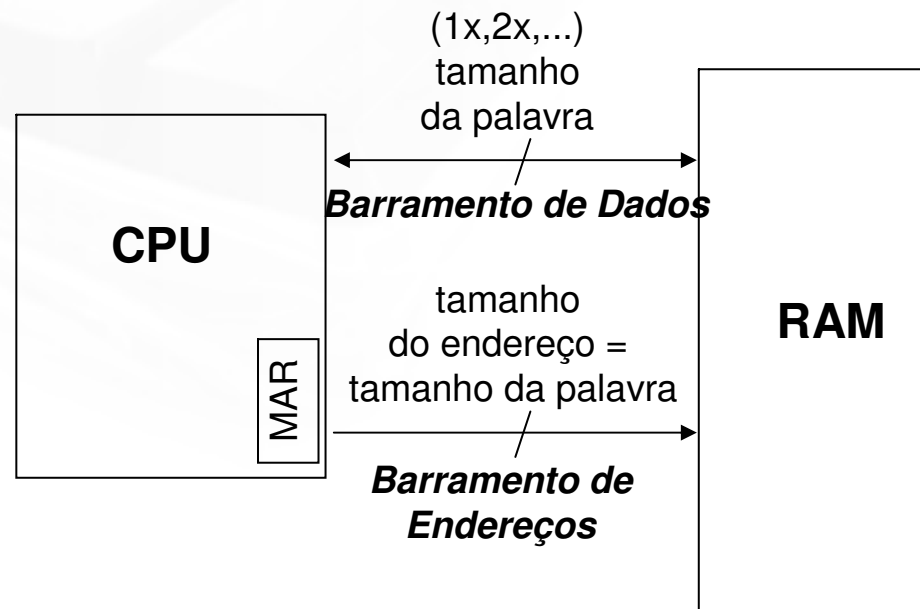 (1x,2x,...)
tamanho
da palavra
Barramento de Dados
CPU
tamanho
do endereço =
tamanho da palavra
MAR
RAM
Barramento de
Endereços